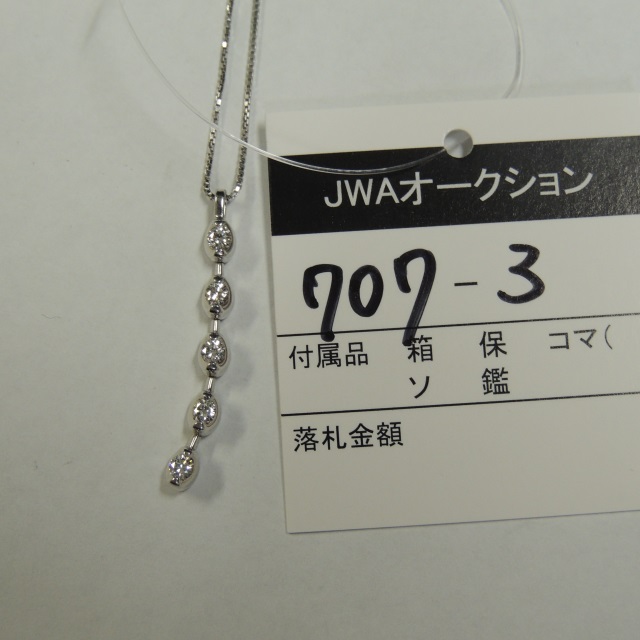 JWAオークション
707-3
付属品 箱 保 コマ(
ソ 鑑
落札金額